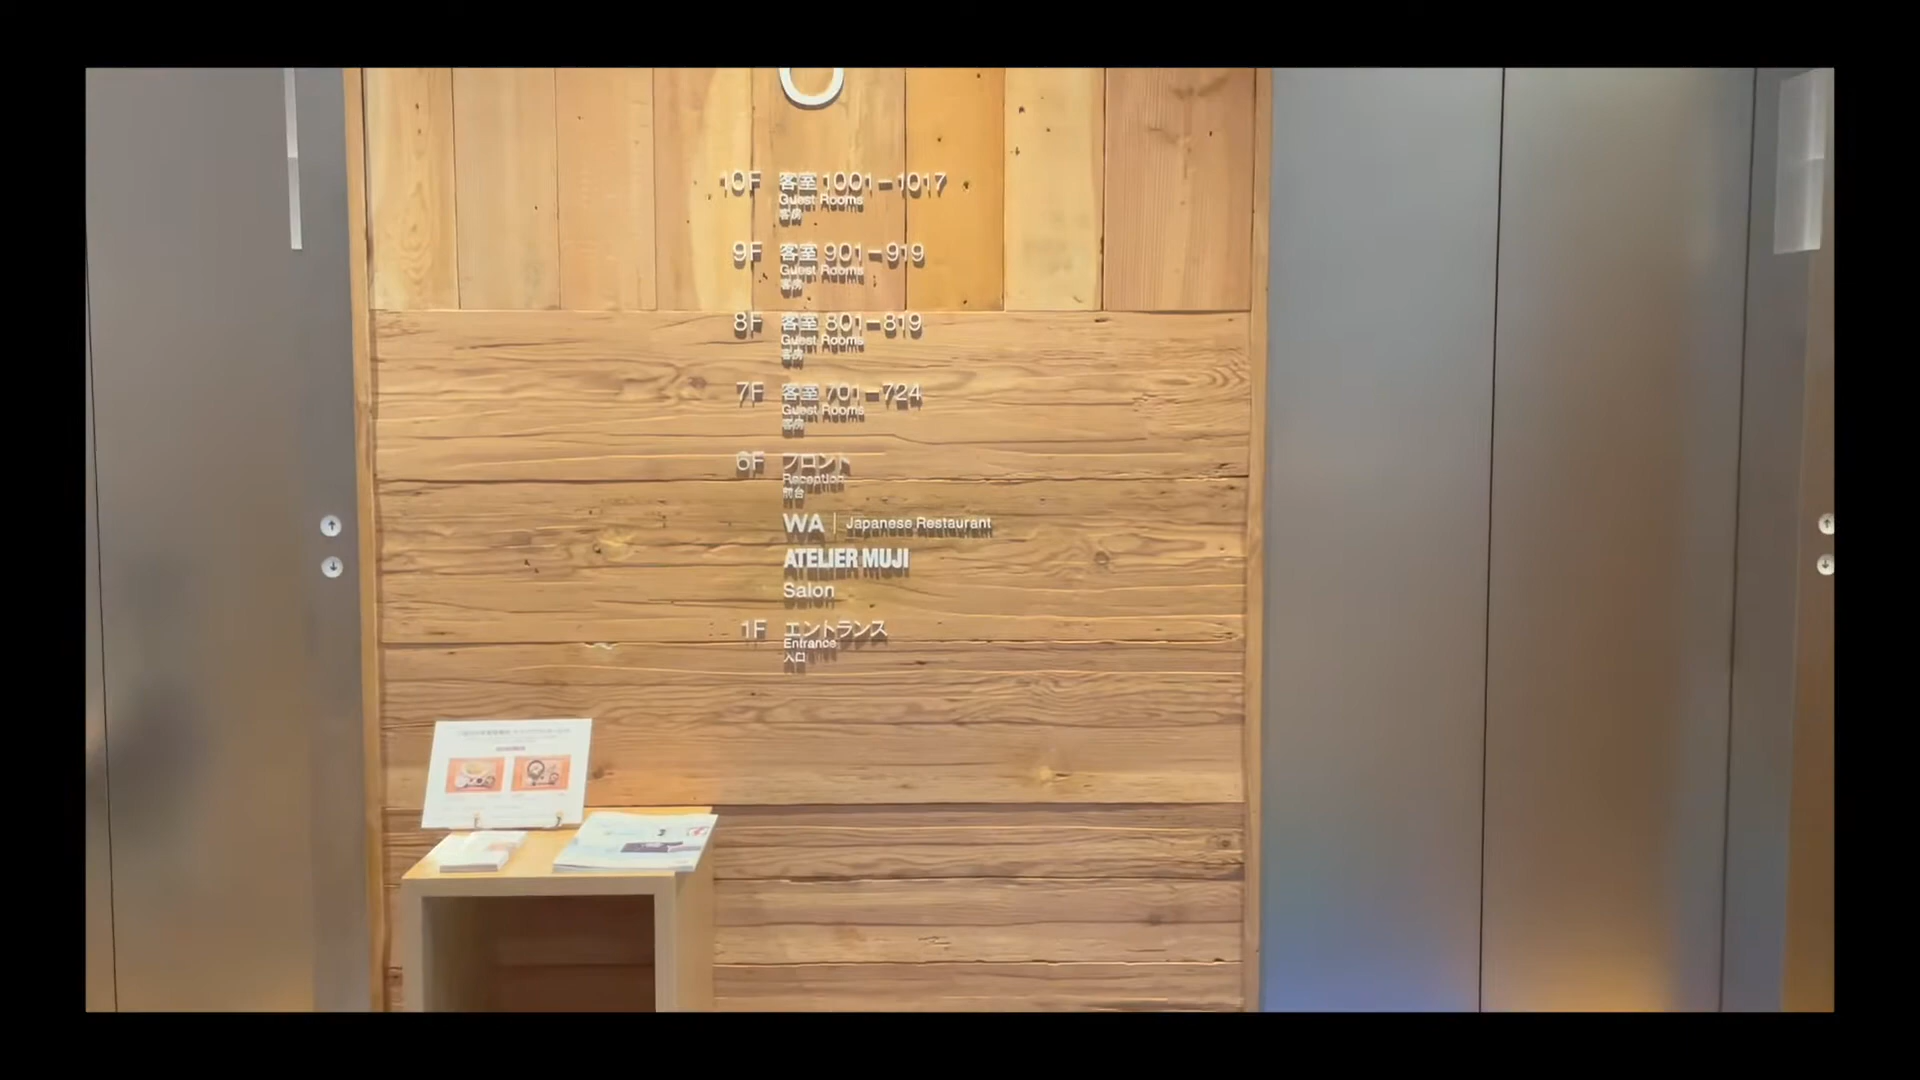 10F 客室 1001-1017
Guest Rooms
客房
9F 客室 901-919
Guest Rooms
客房
8F 客室 801-819
Guest Rooms
客房
7F 客室 701-724
Guest Rooms
客房
6F フロント
Reception
前台
WA | Japanese Restaurant
ATELIER MUJI
Salon
1F エントランス
Entrance
入口